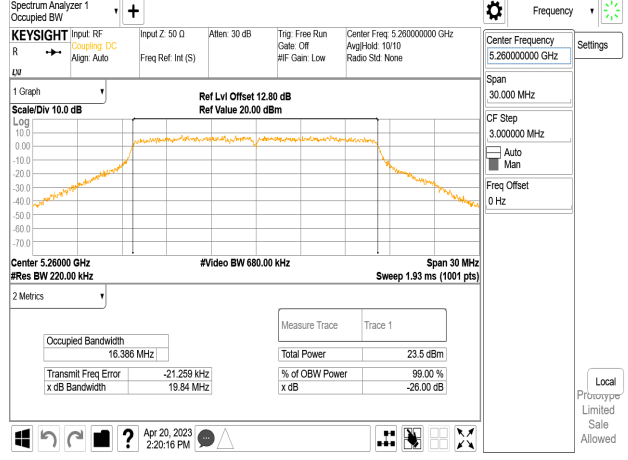 Spectrum Analyzer 1
Occupied BW
Frequency
KEYSIGHT
R
LXI
Input: RF
Coupling: DC
Align: Auto
Input Z: 50 Ω
Freq Ref: Int (S)
Atten: 30 dB
Trig: Free Run
Gate: Off
#IF Gain: Low
Center Freq: 5.260000000 GHz
Avg|Hold: 10/10
Radio Std: None
Center Frequency
5.260000000 GHz
Settings
Span
30.000 MHz
CF Step
3.000000 MHz
Auto
Man
Freq Offset
0 Hz
1 Graph
Scale/Div 10.0 dB
Ref Lvl Offset 12.80 dB
Ref Value 20.00 dBm
Log
10.0
0.00
-10.0
-20.0
-30.0
-40.0
-50.0
-60.0
-70.0
Center 5.26000 GHz
#Res BW 220.00 kHz
#Video BW 680.00 kHz
Span 30 MHz
Sweep 1.93 ms (1001 pts)
2 Metrics
Measure Trace
Trace 1
Occupied Bandwidth
16.386 MHz
Total Power
23.5 dBm
Transmit Freq Error
-21.259 kHz
% of OBW Power
99.00 %
x dB Bandwidth
19.84 MHz
x dB
-26.00 dB
Local
Prototype
Limited
Sale
Allowed
?
Apr 20, 2023
2:20:16 PM